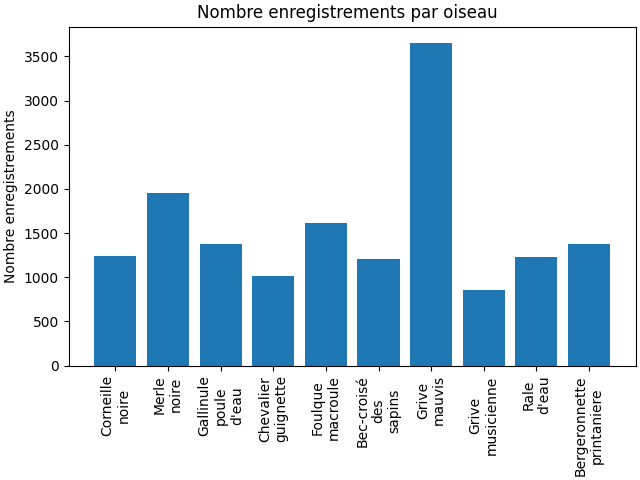 Nombre enregistrements par oiseau
Nombre enregistrements
3500
3000
2500
2000
1500
1000
500
0
Corneille
noire
Merle
noire
Gallinule
poule
d'eau
Chevalier
guignette
Foulque
macroule
Bec-croisé
des
sapins
Grive
mauvis
Grive
musicienne
Rale
d'eau
Bergeronnette
printaniere